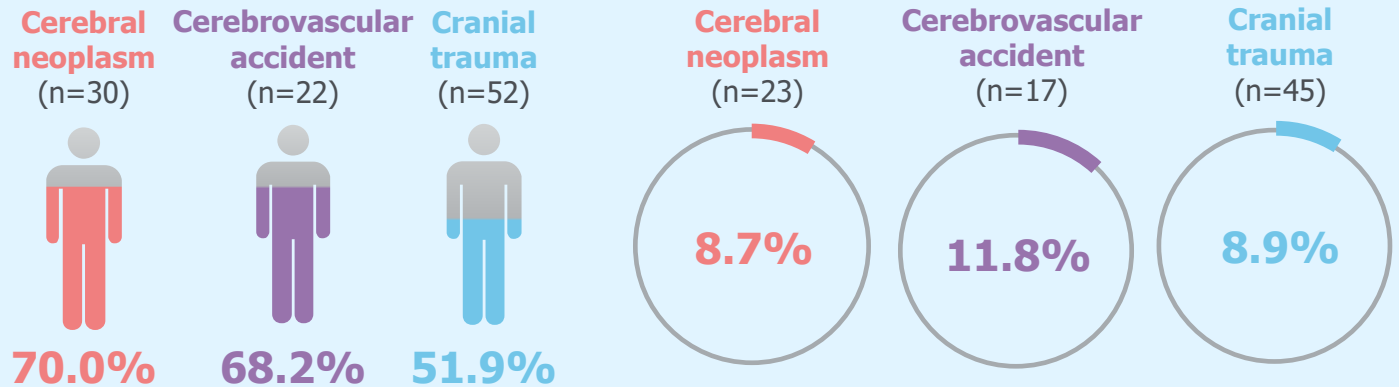 Cerebral
neoplasm
(n=30)
70.0%
Cerebrovascular
accident
(n=22)
68.2%
Cranial
trauma
(n=52)
51.9%
Cerebral
neoplasm
(n=23)
8.7%
Cerebrovascular
accident
(n=17)
11.8%
Cranial
trauma
(n=45)
8.9%